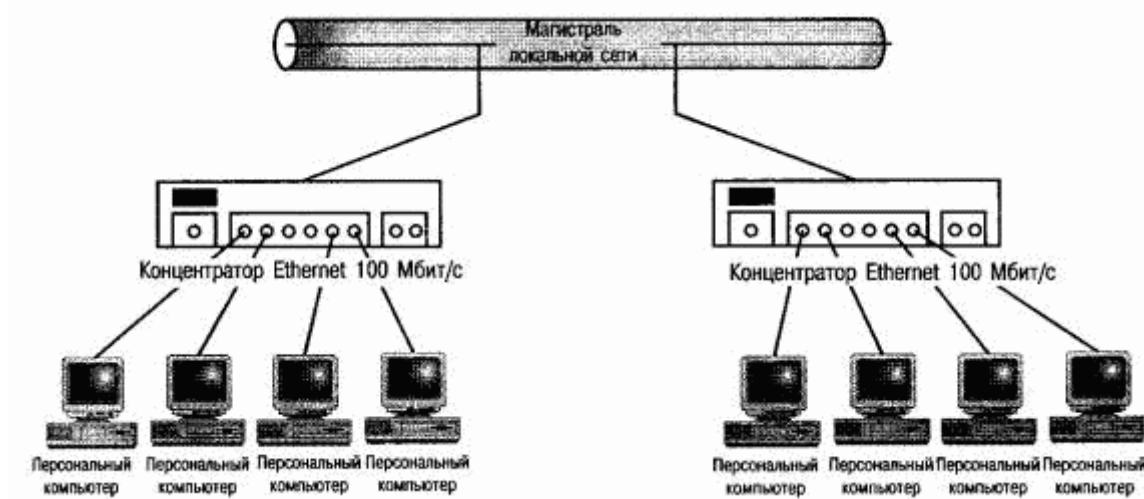 Магистраль
локальной сети
Концентратор Ethernet 100 Мбит/с
Концентратор Ethernet 100 Мбит/с
Персональный
компьютер
Персональный
компьютер
Персональный
компьютер
Персональный
компьютер
Персональный
компьютер
Персональный
компьютер
Персональный
компьютер
Персональный
компьютер